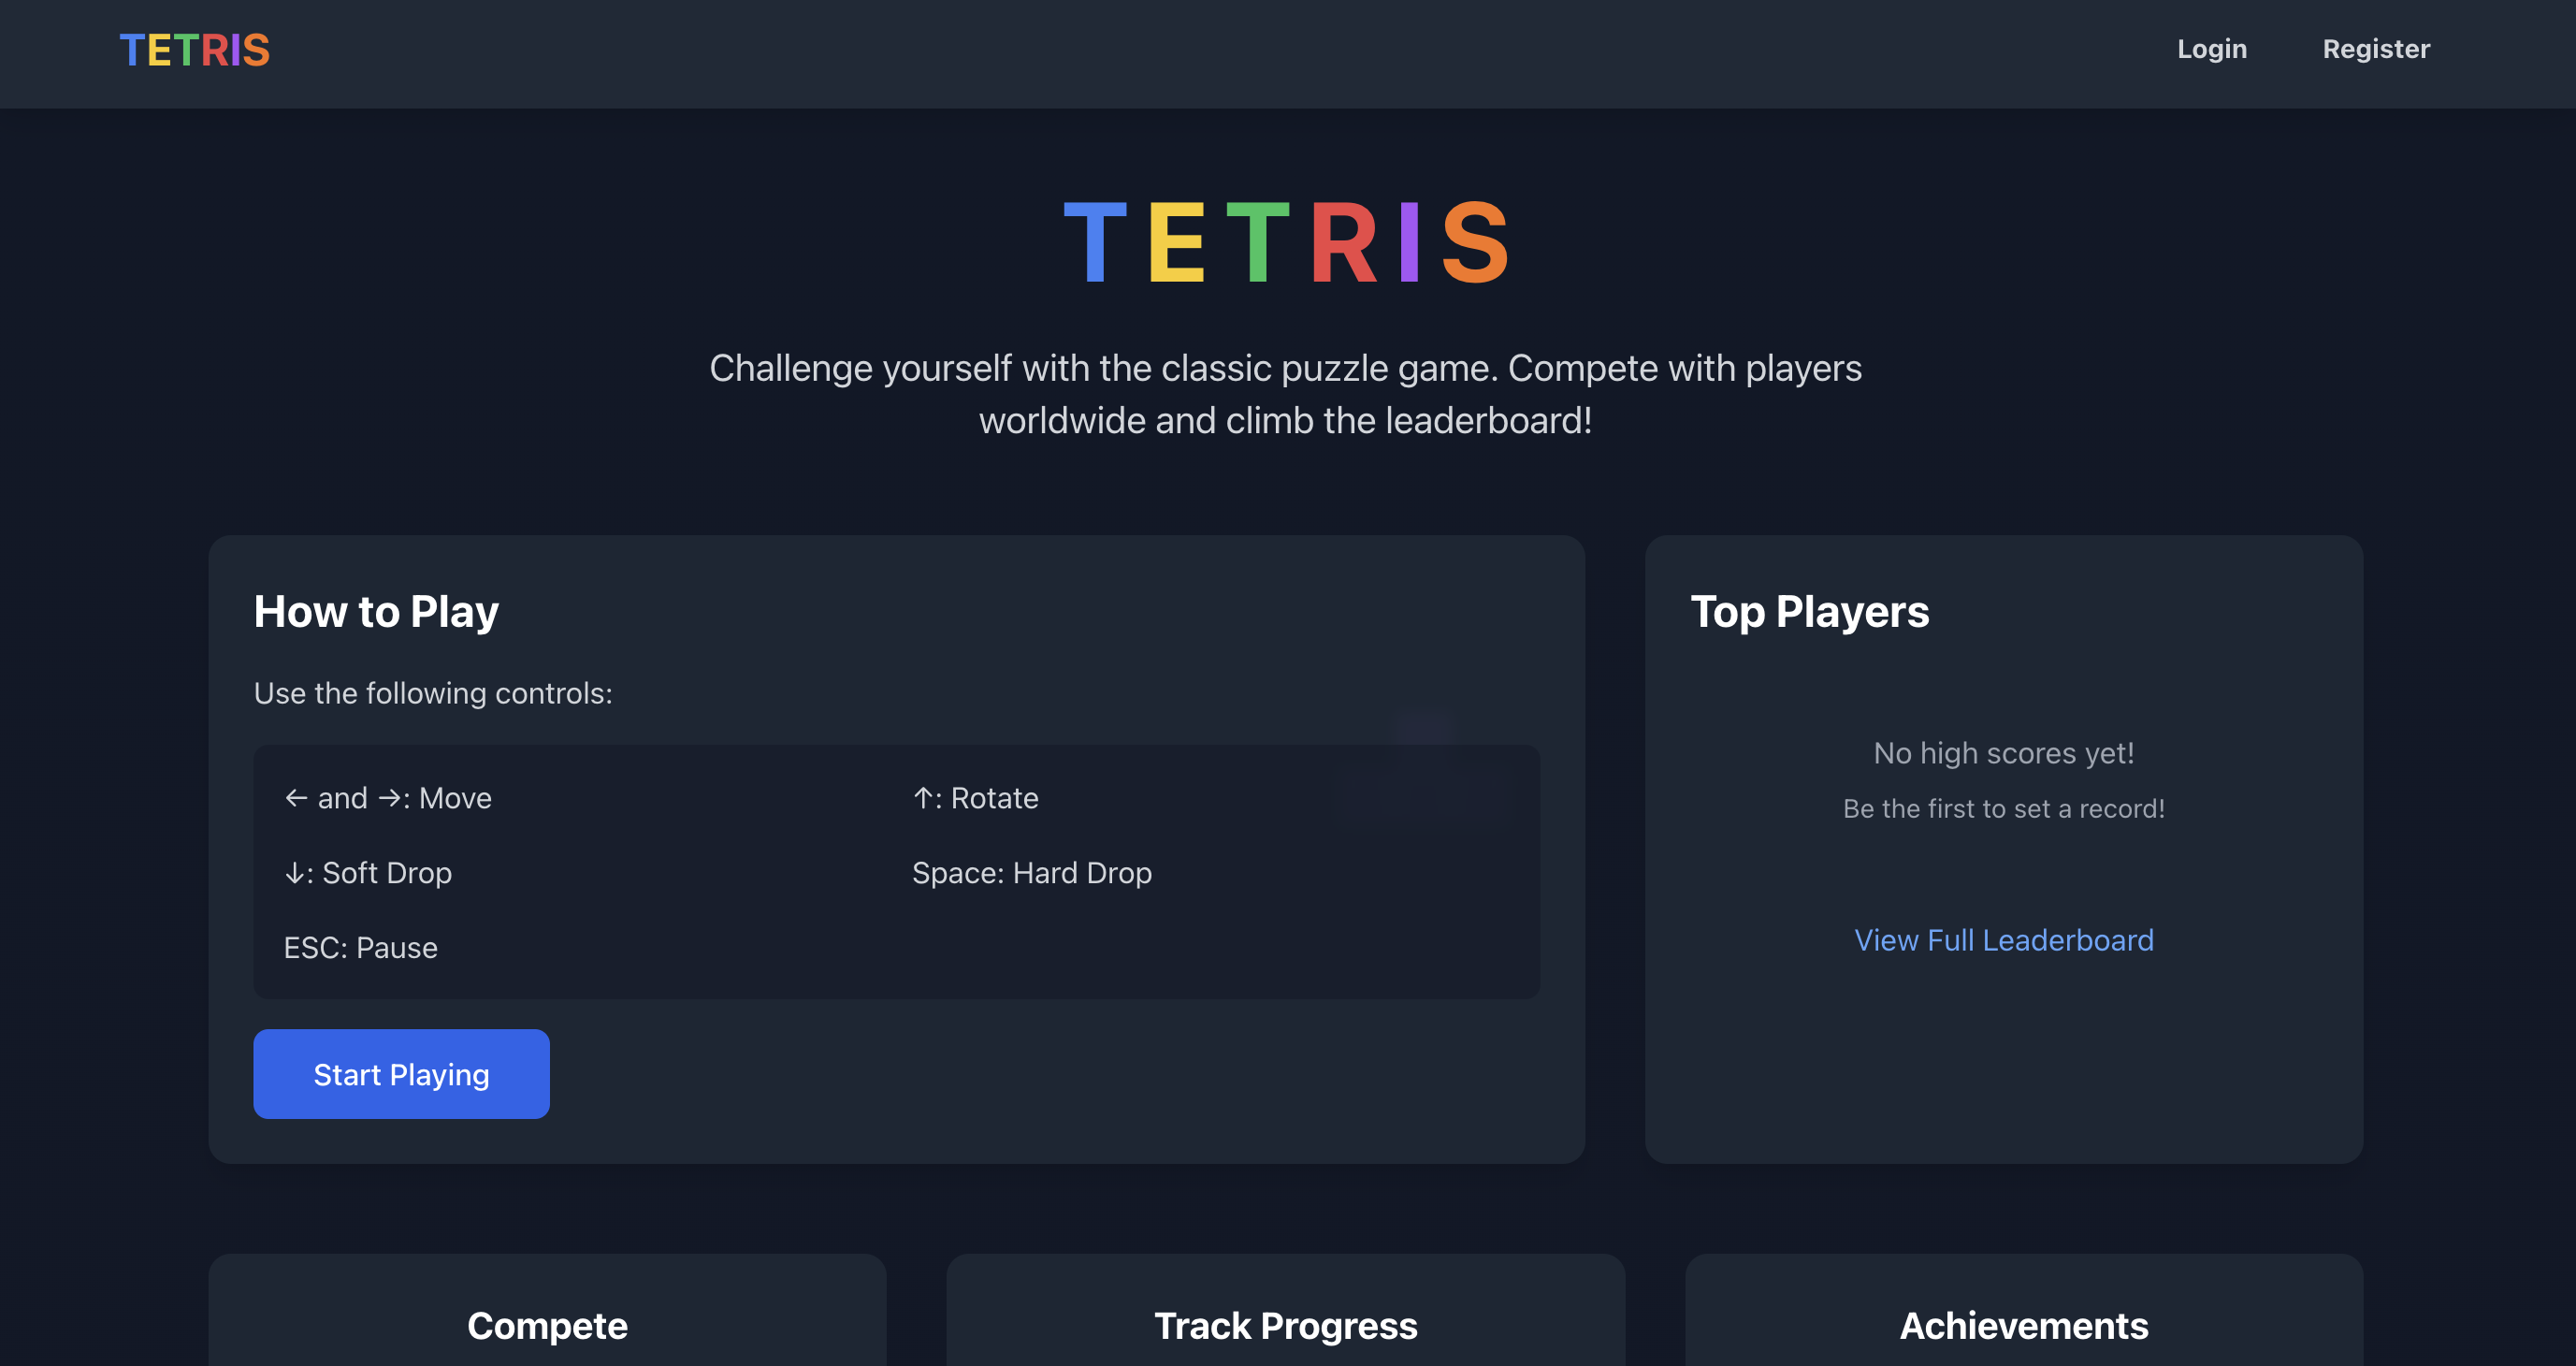 TETRIS
Login
Register
TETRIS
Challenge yourself with the classic puzzle game. Compete with players
worldwide and climb the leaderboard!
How to Play
Use the following controls:
← and →: Move
↑: Rotate
↓: Soft Drop
Space: Hard Drop
ESC: Pause
Start Playing
Top Players
No high scores yet!
Be the first to set a record!
View Full Leaderboard
Compete
Track Progress
Achievements